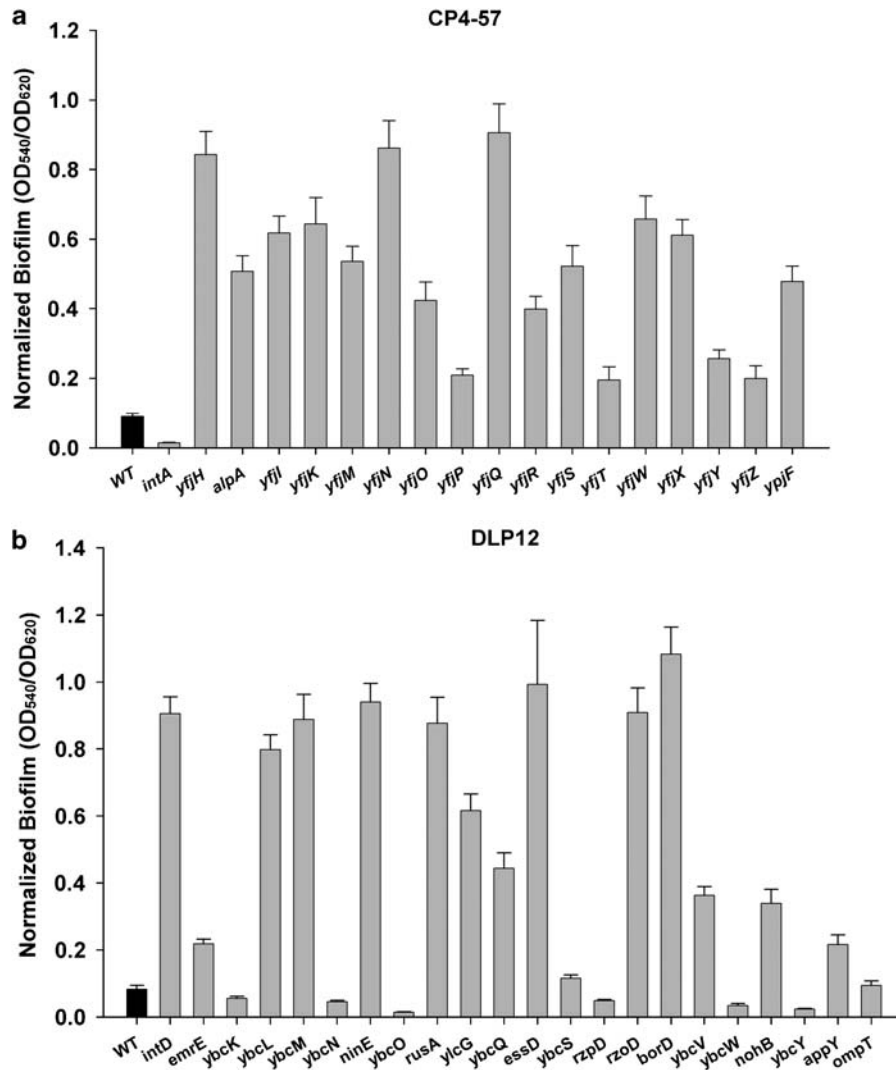 a
CP4-57
Normalized Biofilm (OD540/OD620)
1.2
1.0
0.8
0.6
0.4
0.2
0.0
WT intA yfjH alpA yfjI yfjK yfjM yfjN yfjO yfjP yfjQ yfjR yfjS yfjT yfjW yfjX yfjY yfjZ ypjF
b
DLP12
Normalized Biofilm (OD540/OD620)
1.4
1.2
1.0
0.8
0.6
0.4
0.2
0.0
WT intD emrE ybcK ybcL ybcM ybcN ninE ybcO rusA ylcG ybcQ essD ybcS rzpD rzoD borD ybcV ybcW nohB ybcY appY ompT